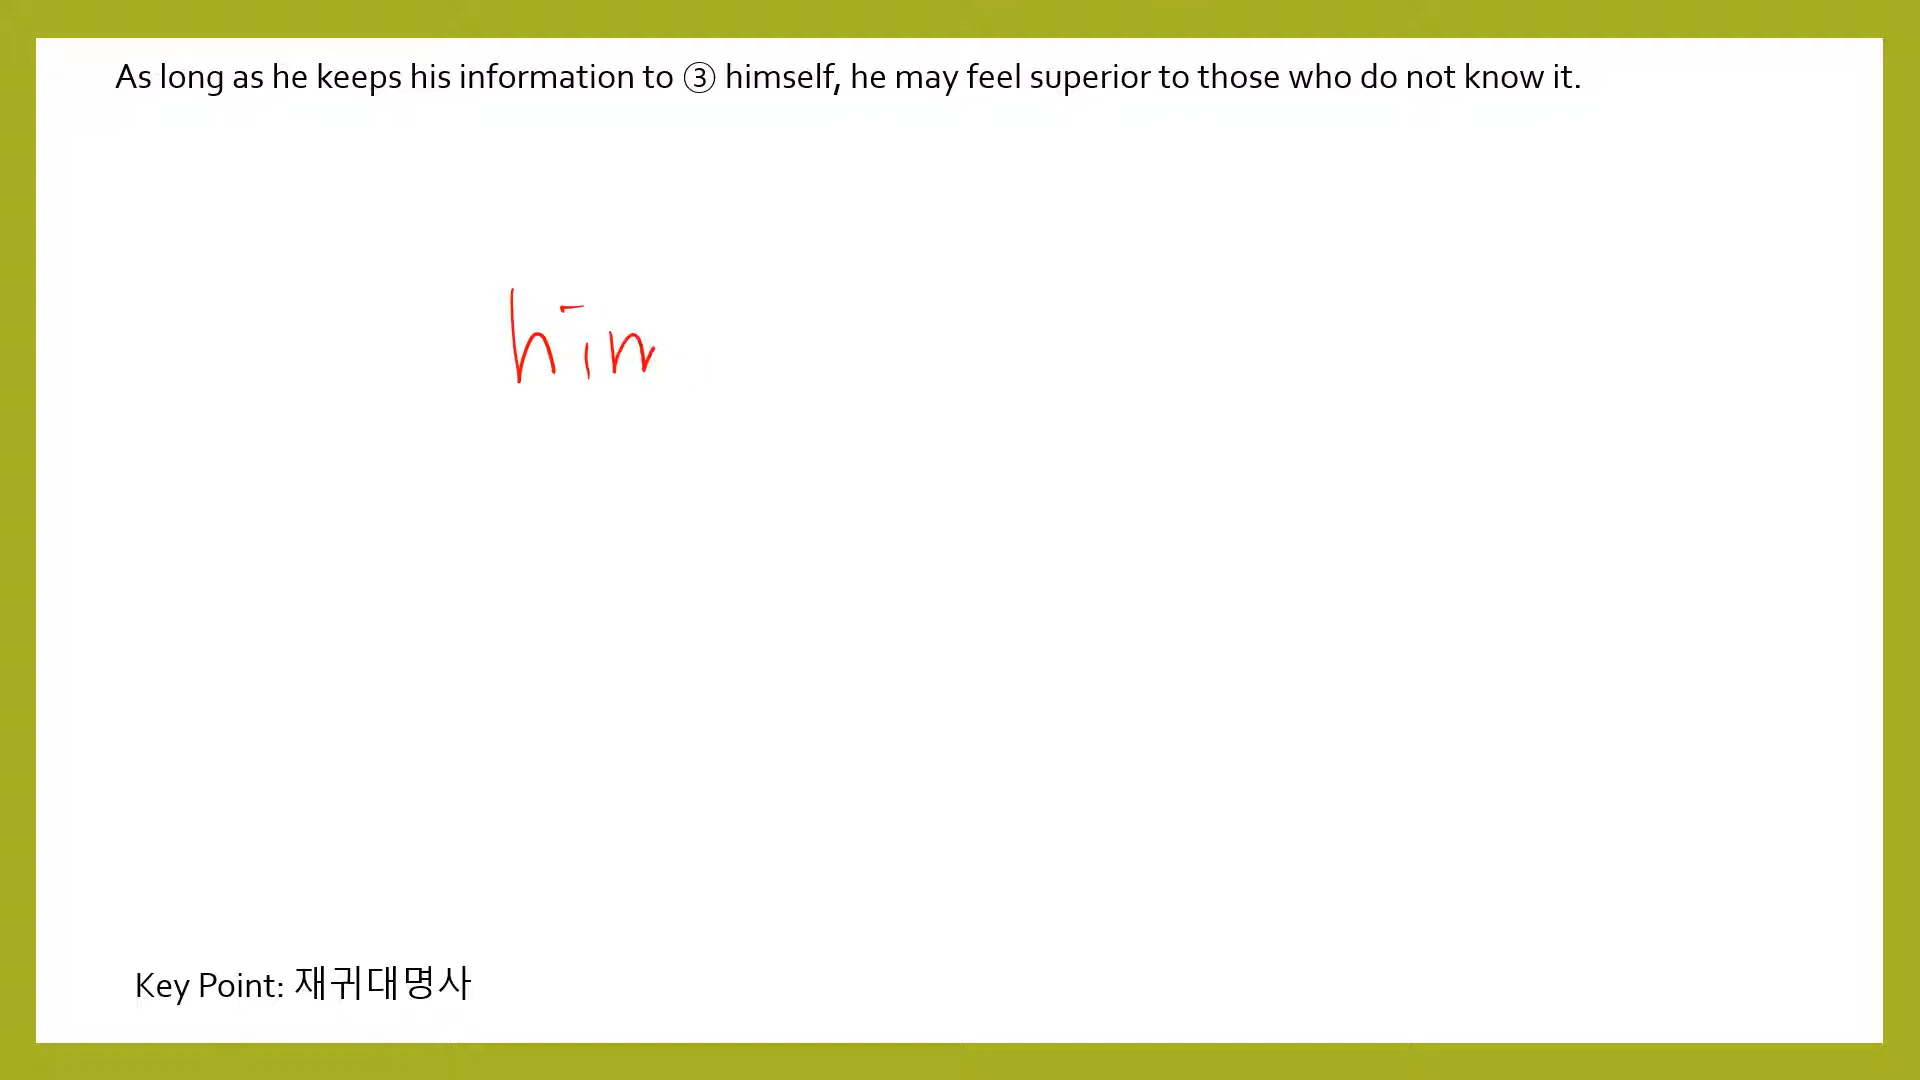 As long as he keeps his information to ③ himself, he may feel superior to those who do not know it.
hin
Key Point: 재귀대명사